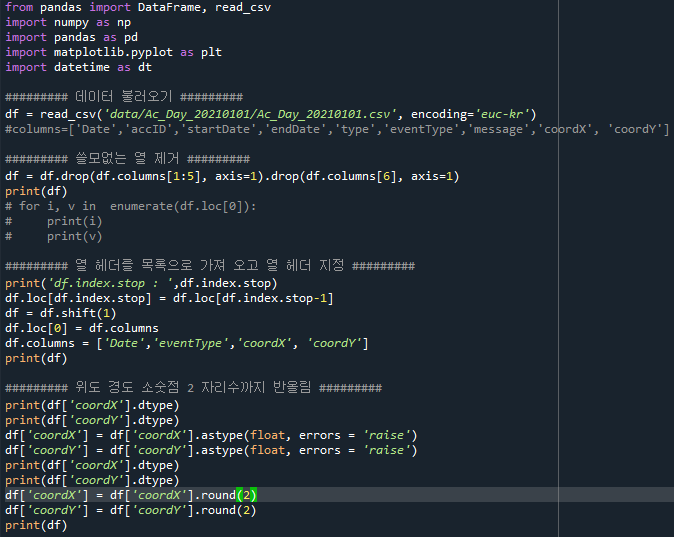 from pandas import DataFrame, read_csv
import numpy as np
import pandas as pd
import matplotlib.pyplot as plt
import datetime as dt
######### 데이터 불러오기 #########
df = read_csv('data/Ac_Day_20210101/Ac_Day_20210101.csv', encoding='euc-kr')
#columns=['Date','accID','startDate','endDate','type','eventType','message','coordX', 'coordY']
######### 쓸모없는 열 제거 #########
df = df.drop(df.columns[1:5], axis=1).drop(df.columns[6], axis=1)
print(df)
# for i, v in  enumerate(df.loc[0]):
#     print(i)
#     print(v)
######### 열 헤더를 목록으로 가져 오고 열 헤더 지정 #########
print('df.index.stop : ',df.index.stop)
df.loc[df.index.stop] = df.loc[df.index.stop-1]
df = df.shift(1)
df.loc[0] = df.columns
df.columns = ['Date','eventType','coordX', 'coordY']
print(df)
######### 위도 경도 소숫점 2 자리수까지 반올림 #########
print(df['coordX'].dtype)
print(df['coordY'].dtype)
df['coordX'] = df['coordX'].astype(float, errors = 'raise')
df['coordY'] = df['coordY'].astype(float, errors = 'raise')
print(df['coordX'].dtype)
print(df['coordY'].dtype)
df['coordX'] = df['coordX'].round(2)
df['coordY'] = df['coordY'].round(2)
print(df)